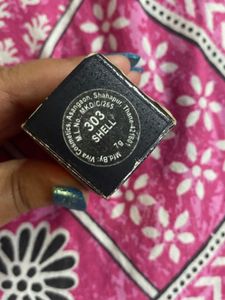 M.L.No: MKD/C/265
303
SHELL
7g
Mfd.By: Viva Cosmetics, Asangaon, Shahapur, Thane-421601